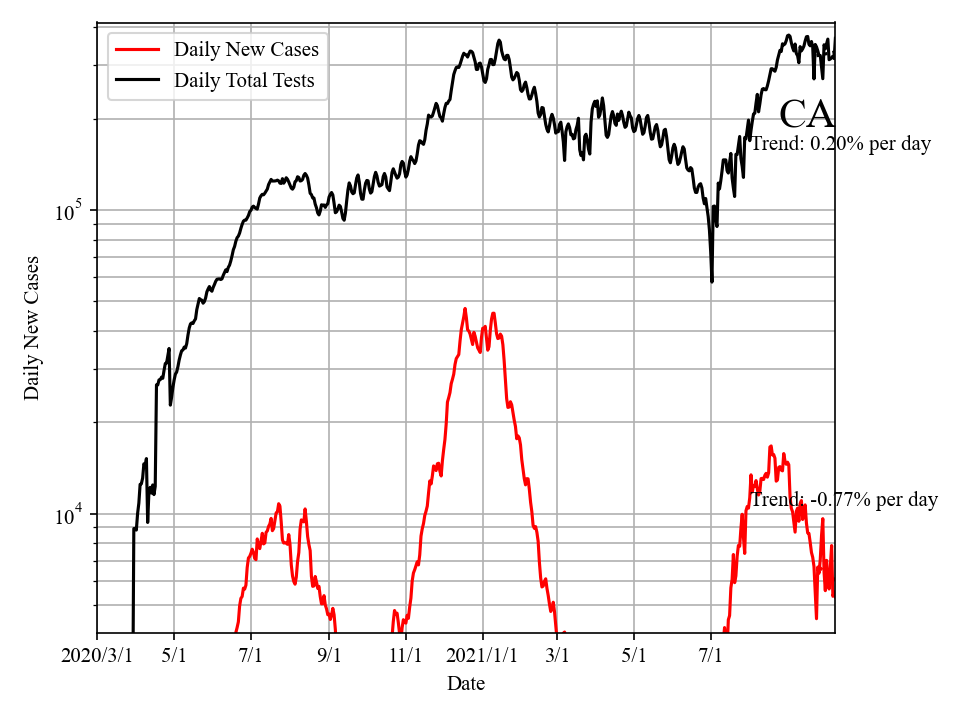 Daily New Cases
Daily Total Tests
CA
Trend: 0.20% per day
10^5
Daily New Cases
Trend: -0.77% per day
10^4
2020/3/1 5/1 7/1 9/1 11/1 2021/1/1 3/1 5/1 7/1
Date